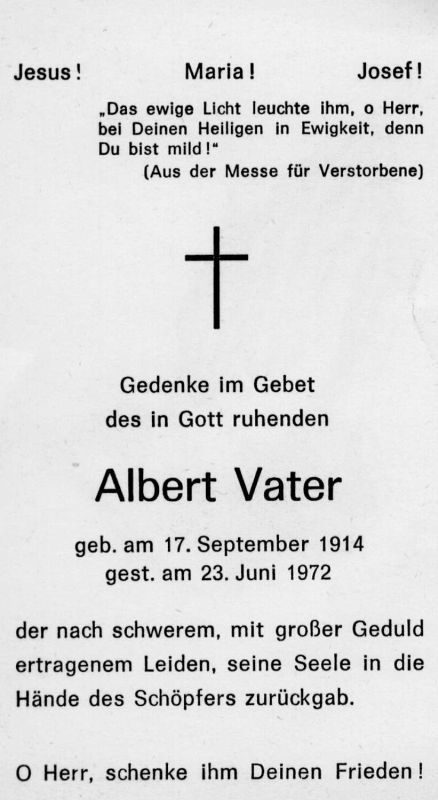 Jesus! Maria! Josef!
„Das ewige Licht leuchte ihm, o Herr,
bei Deinen Heiligen in Ewigkeit, denn
Du bist mild!“
(Aus der Messe für Verstorbene)
Gedenke im Gebet
des in Gott ruhenden
Albert Vater
geb. am 17. September 1914
gest. am 23. Juni 1972
der nach schwerem, mit großer Geduld
ertragenem Leiden, seine Seele in die
Hände des Schöpfers zurückgab.
O Herr, schenke ihm Deinen Frieden!